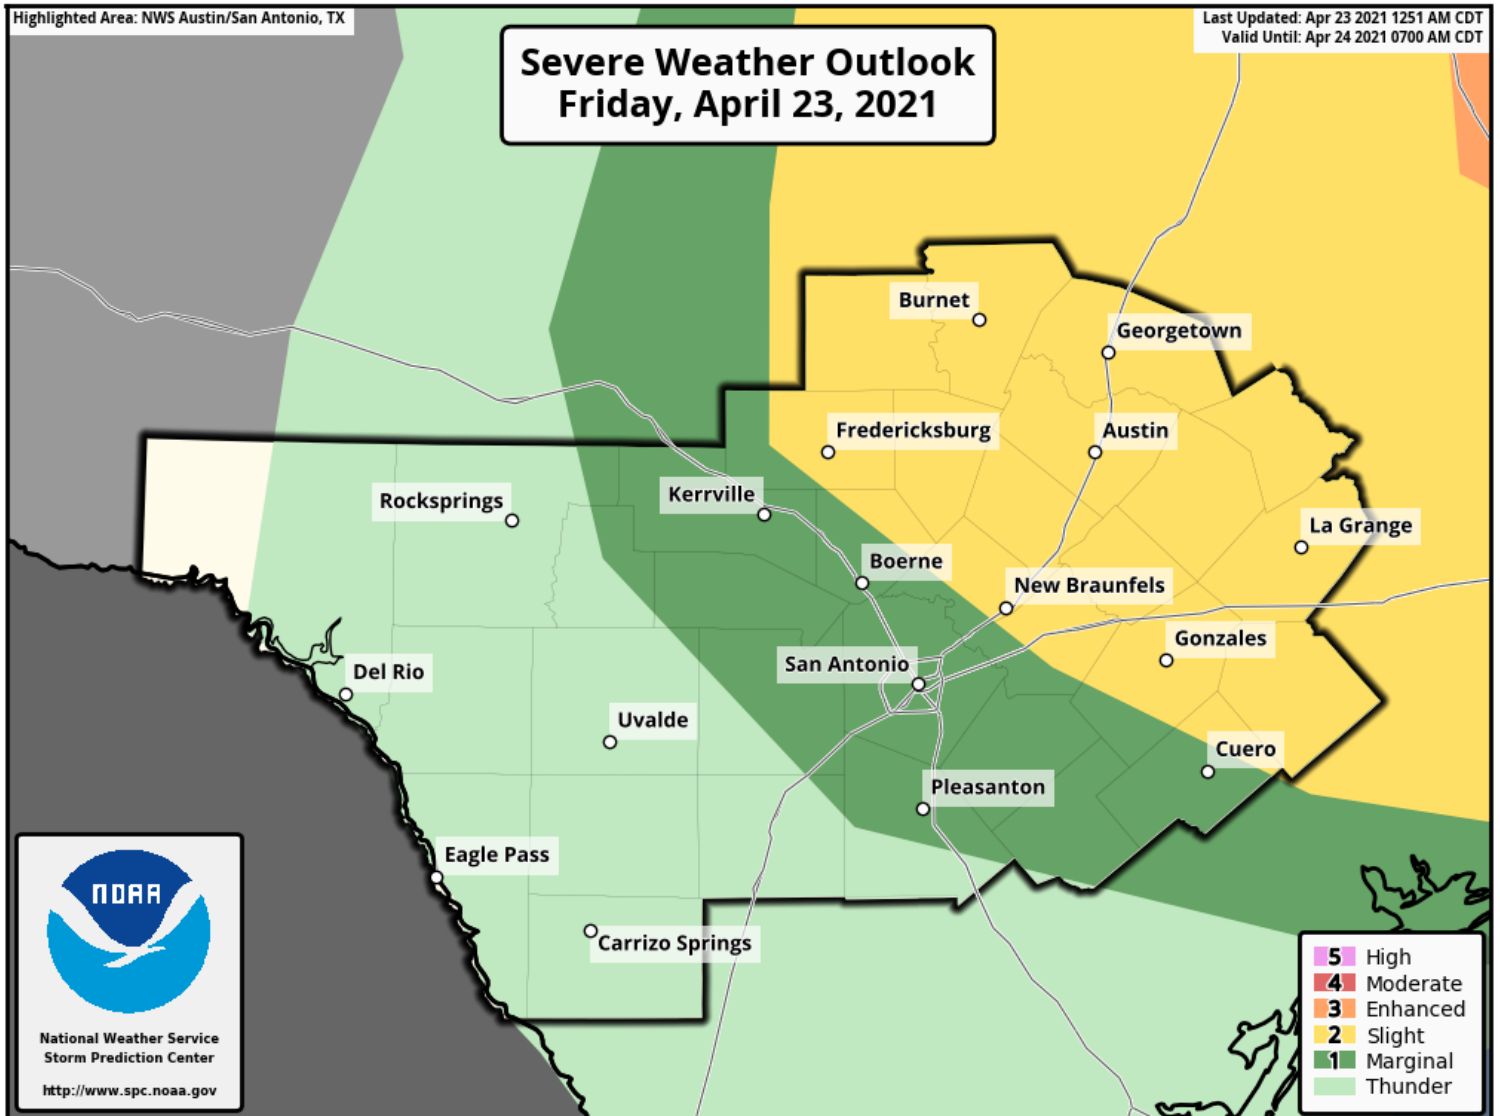 Highlighted Area: NWS Austin/San Antonio, TX
Last Updated: Apr 23 2021 1251 AM CDT
Valid Until: Apr 24 2021 0700 AM CDT
Severe Weather Outlook
Friday, April 23, 2021
Burnet
Georgetown
Fredericksburg
Austin
Rocksprings
Kerrville
La Grange
Boerne
New Braunfels
Gonzales
San Antonio
Del Rio
Uvalde
Cuero
Pleasanton
Eagle Pass
Carrizo Springs
NOAA
National Weather Service
Storm Prediction Center
http://www.spc.noaa.gov
5 High
4 Moderate
3 Enhanced
2 Slight
1 Marginal
Thunder